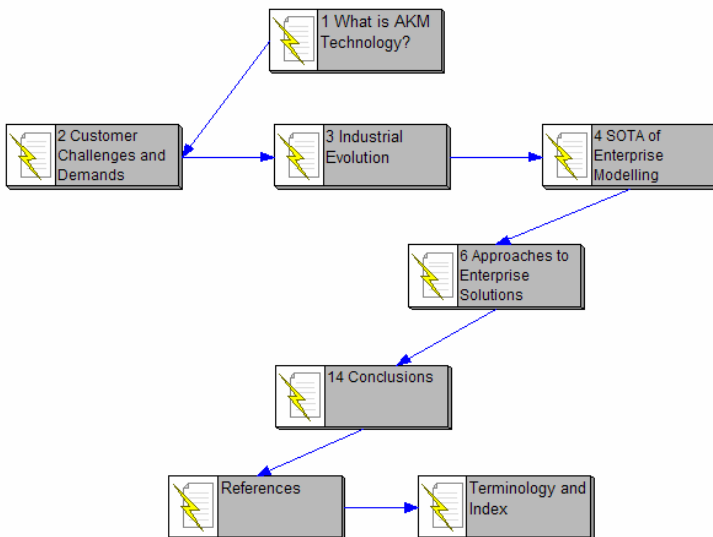 1 What is AKM
Technology?
2 Customer
Challenges and
Demands
3 Industrial
Evolution
4 SOTA of
Enterprise
Modelling
6 Approaches to
Enterprise
Solutions
14 Conclusions
References
Terminology and
Index